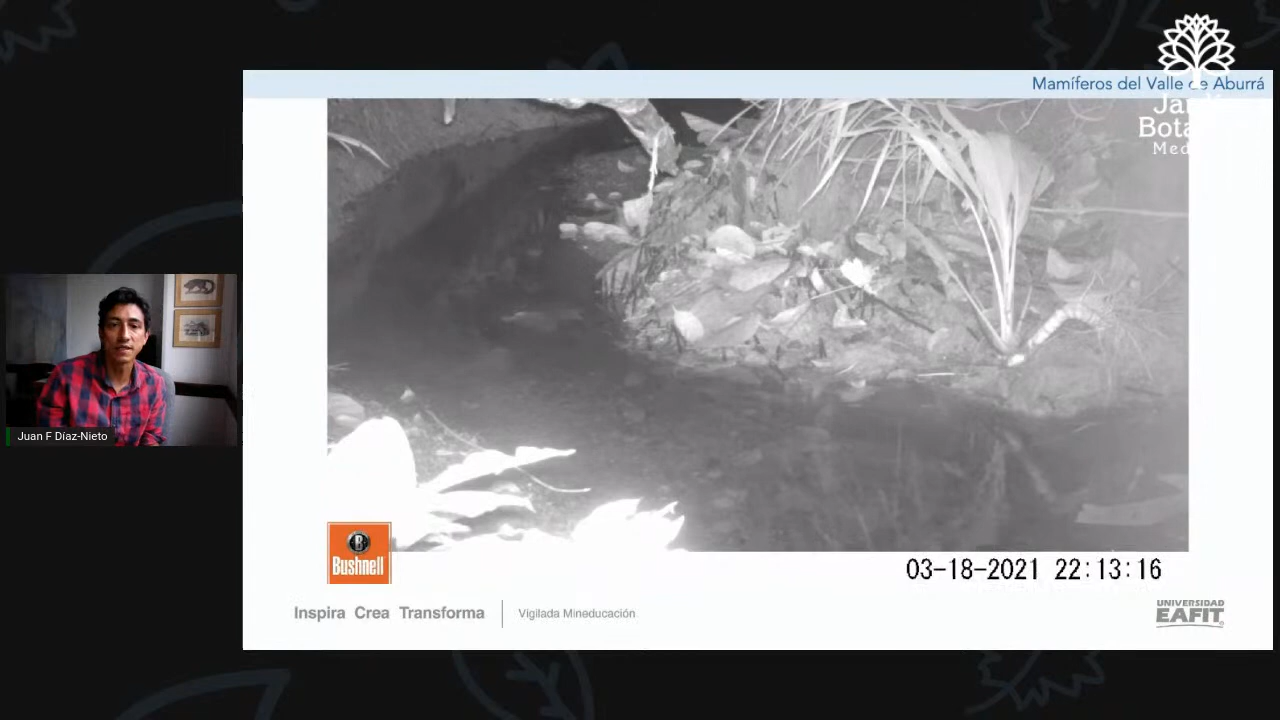 Mamíferos del Valle de Aburrá
Med
Juan F Díaz-Nieto
Bushnell
03-18-2021 22:13:16
Inspira Crea Transforma
Vigilada Mineducación
UNIVERSIDAD
EAFIT